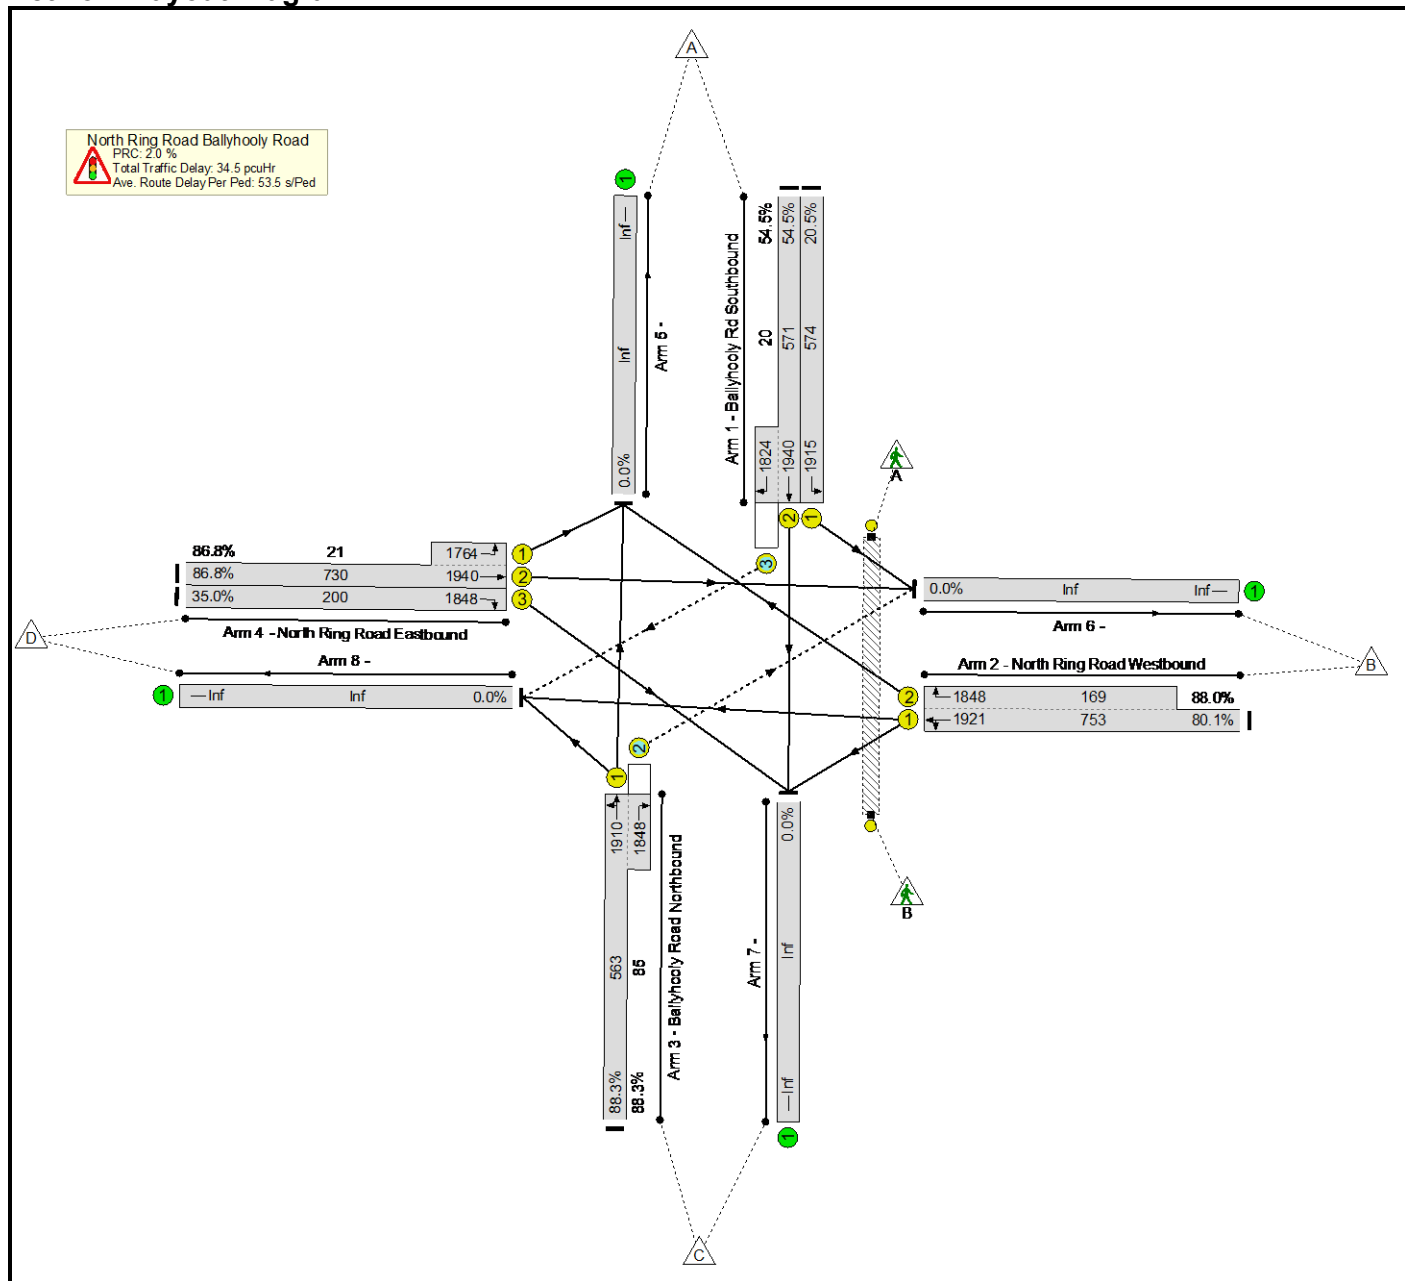 A
North Ring Road Ballyhooly Road
PRC: 2.0 %
Total Traffic Delay: 34.5 pcuHr
Ave. Route Delay Per Ped: 53.5 s/Ped
1
Inf
Inf
0.0%
Arm 5 -
Arm 1 - Ballyhooly Rd Southbound
54.5%
20
1824
54.5%
571
1940
20.5%
574
1915
2
1
3
A
86.8%
21
1764
1
86.8%
730
1940
2
35.0%
200
1848
3
Arm 4 - North Ring Road Eastbound
D
Arm 8 -
1
Inf
Inf
0.0%
0.0%
Inf
Inf
1
Arm 6 -
B
Arm 2 - North Ring Road Westbound
2
1848
169
88.0%
1
1921
753
80.1%
1
2
1910
563
88.3%
1848
85
88.3%
Arm 3 - Ballyhooly Road Northbound
Arm 7 -
0.0%
Inf
Inf
1
B
C